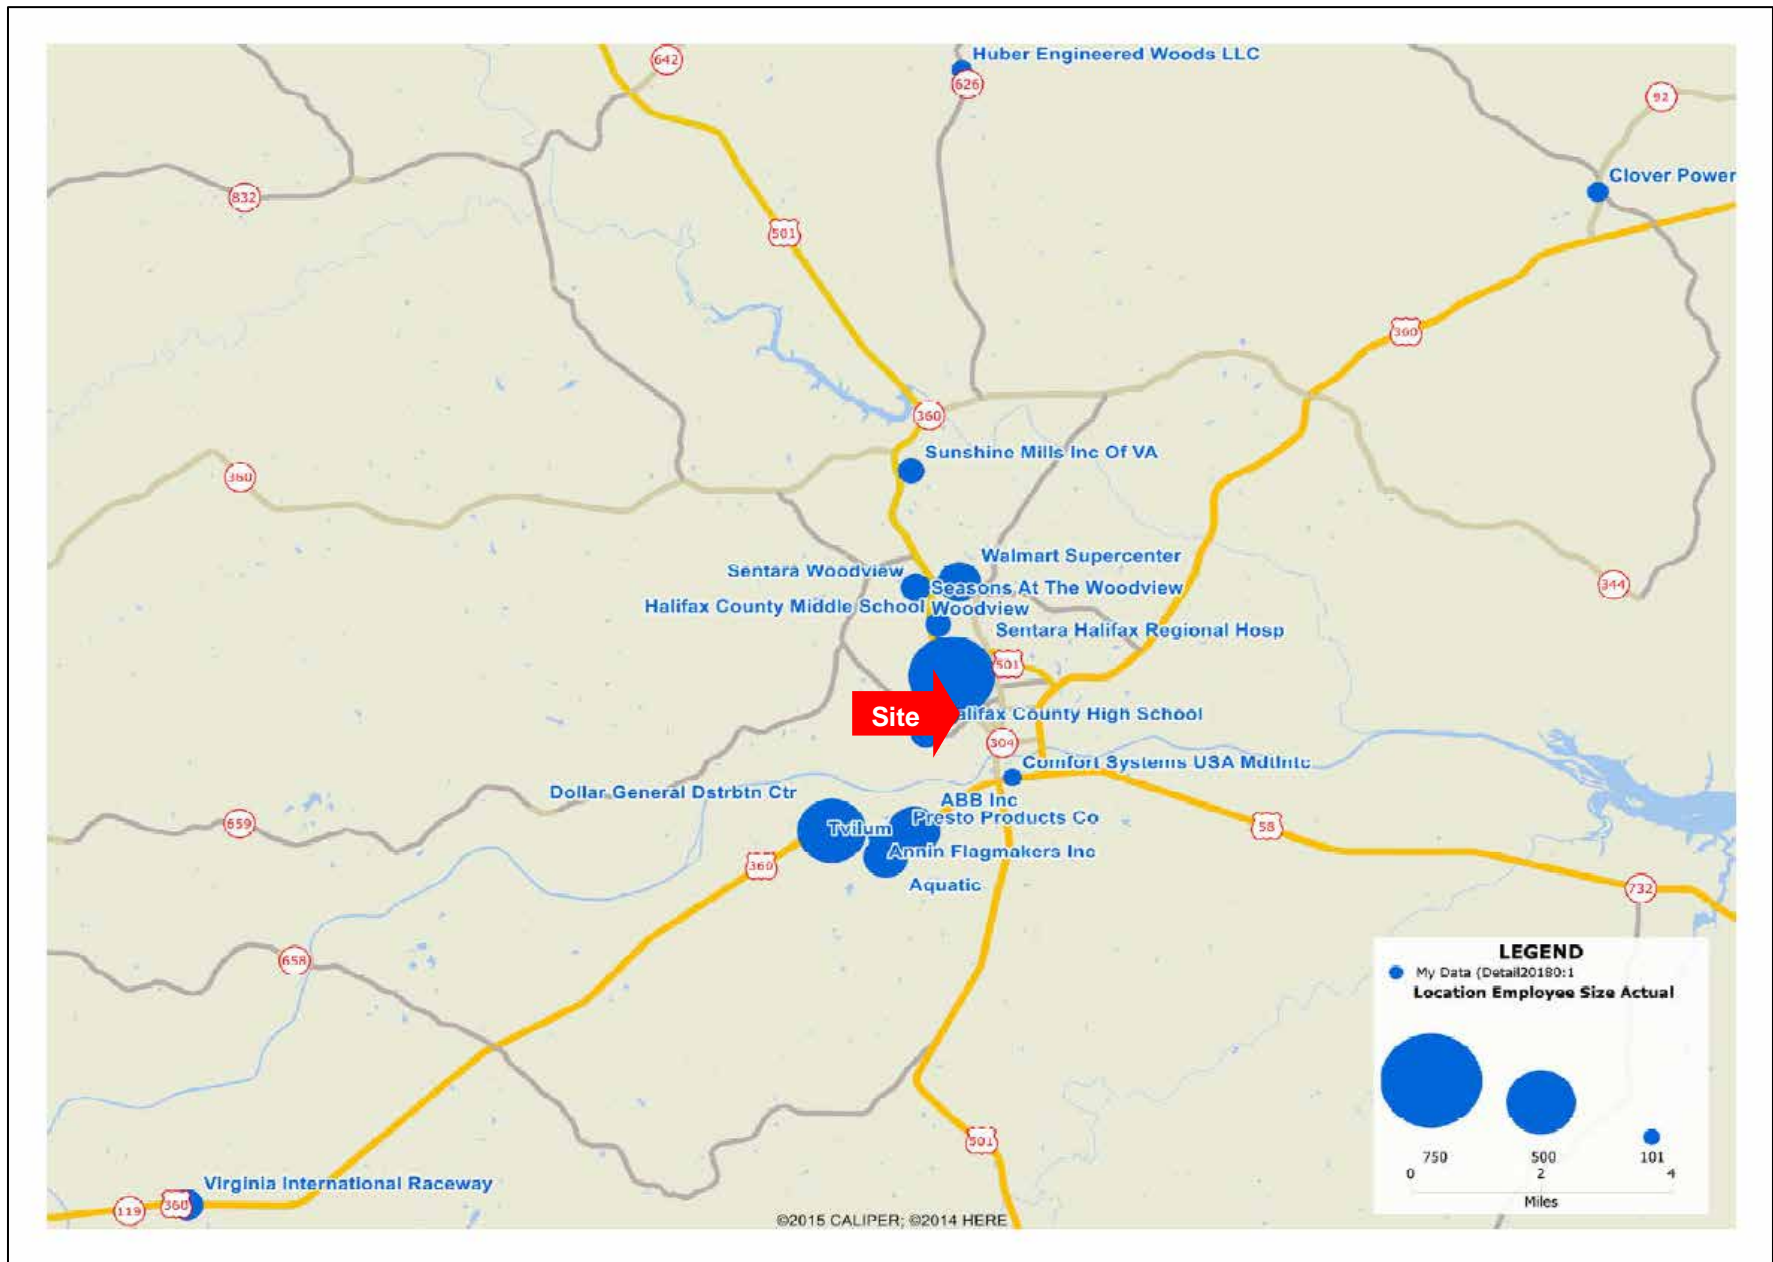 Huber Engineered Woods LLC
642
626
92
Clover Power
832
501
360
360
Sunshine Mills Inc Of VA
360
Walmart Supercenter
Sentara Woodview
Seasons At The Woodview
344
Halifax County Middle School
Woodview
Sentara Halifax Regional Hosp
501
Site
alifax County High School
304
Comfort Systems USA
Dollar General Dstrbtn Ctr
ABB Inc
Presto Products Co
Tvilum
58
659
Annin Flagmakers Inc
360
Aquatic
732
658
LEGEND
My Data (Detail20180:1
Location Employee Size Actual
750
500
101
0
2
4
Miles
501
Virginia International Raceway
119
360
©2015 CALIPER; ©2014 HERE